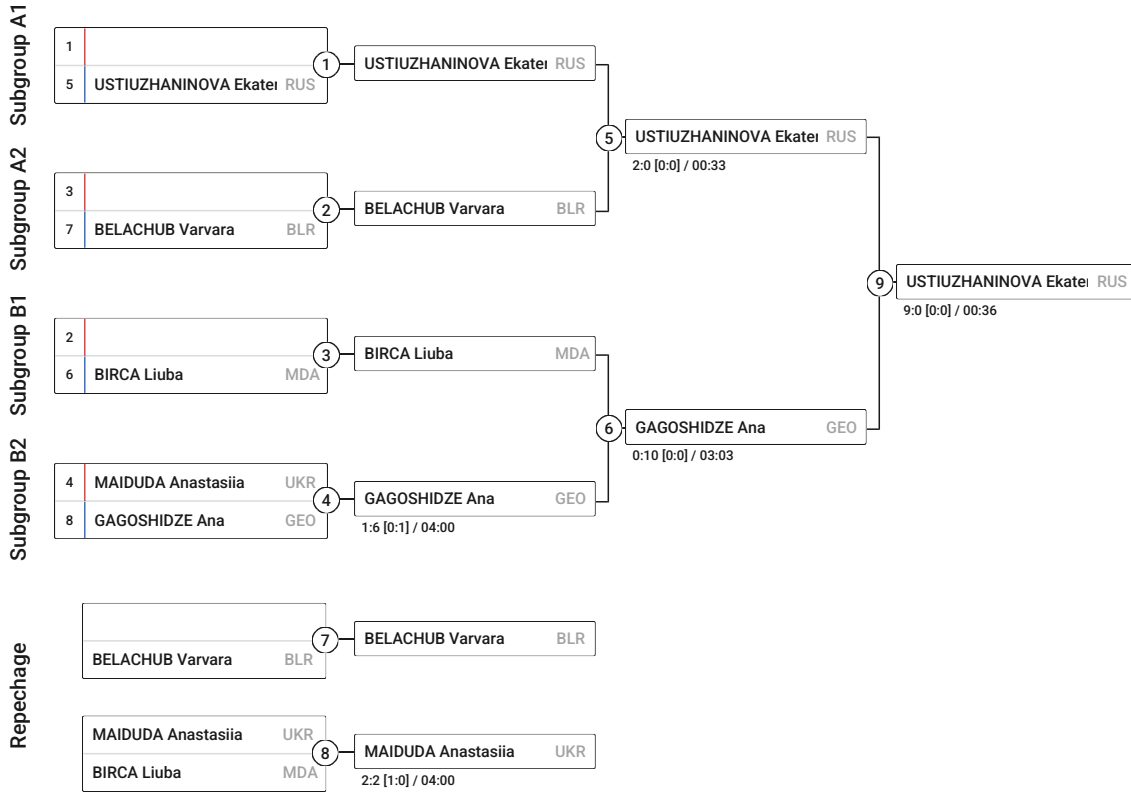 Subgroup A1
1
5 USTIUZHANINOVA Ekater RUS
1
USTIUZHANINOVA Ekater RUS
5
USTIUZHANINOVA Ekater RUS
2:0 [0:0] / 00:33
Subgroup A2
3
7 BELACHUB Varvara BLR
2
BELACHUB Varvara BLR
9
USTIUZHANINOVA Ekater RUS
9:0 [0:0] / 00:36
Subgroup B1
2
6 BIRCA Liuba MDA
3
BIRCA Liuba MDA
6
GAGOSHIDZE Ana GEO
0:10 [0:0] / 03:03
Subgroup B2
4 MAIDUDA Anastasiia UKR
8 GAGOSHIDZE Ana GEO
4
GAGOSHIDZE Ana GEO
1:6 [0:1] / 04:00
Repechage
BELACHUB Varvara BLR
7
BELACHUB Varvara BLR
MAIDUDA Anastasiia UKR
BIRCA Liuba MDA
8
MAIDUDA Anastasiia UKR
2:2 [1:0] / 04:00